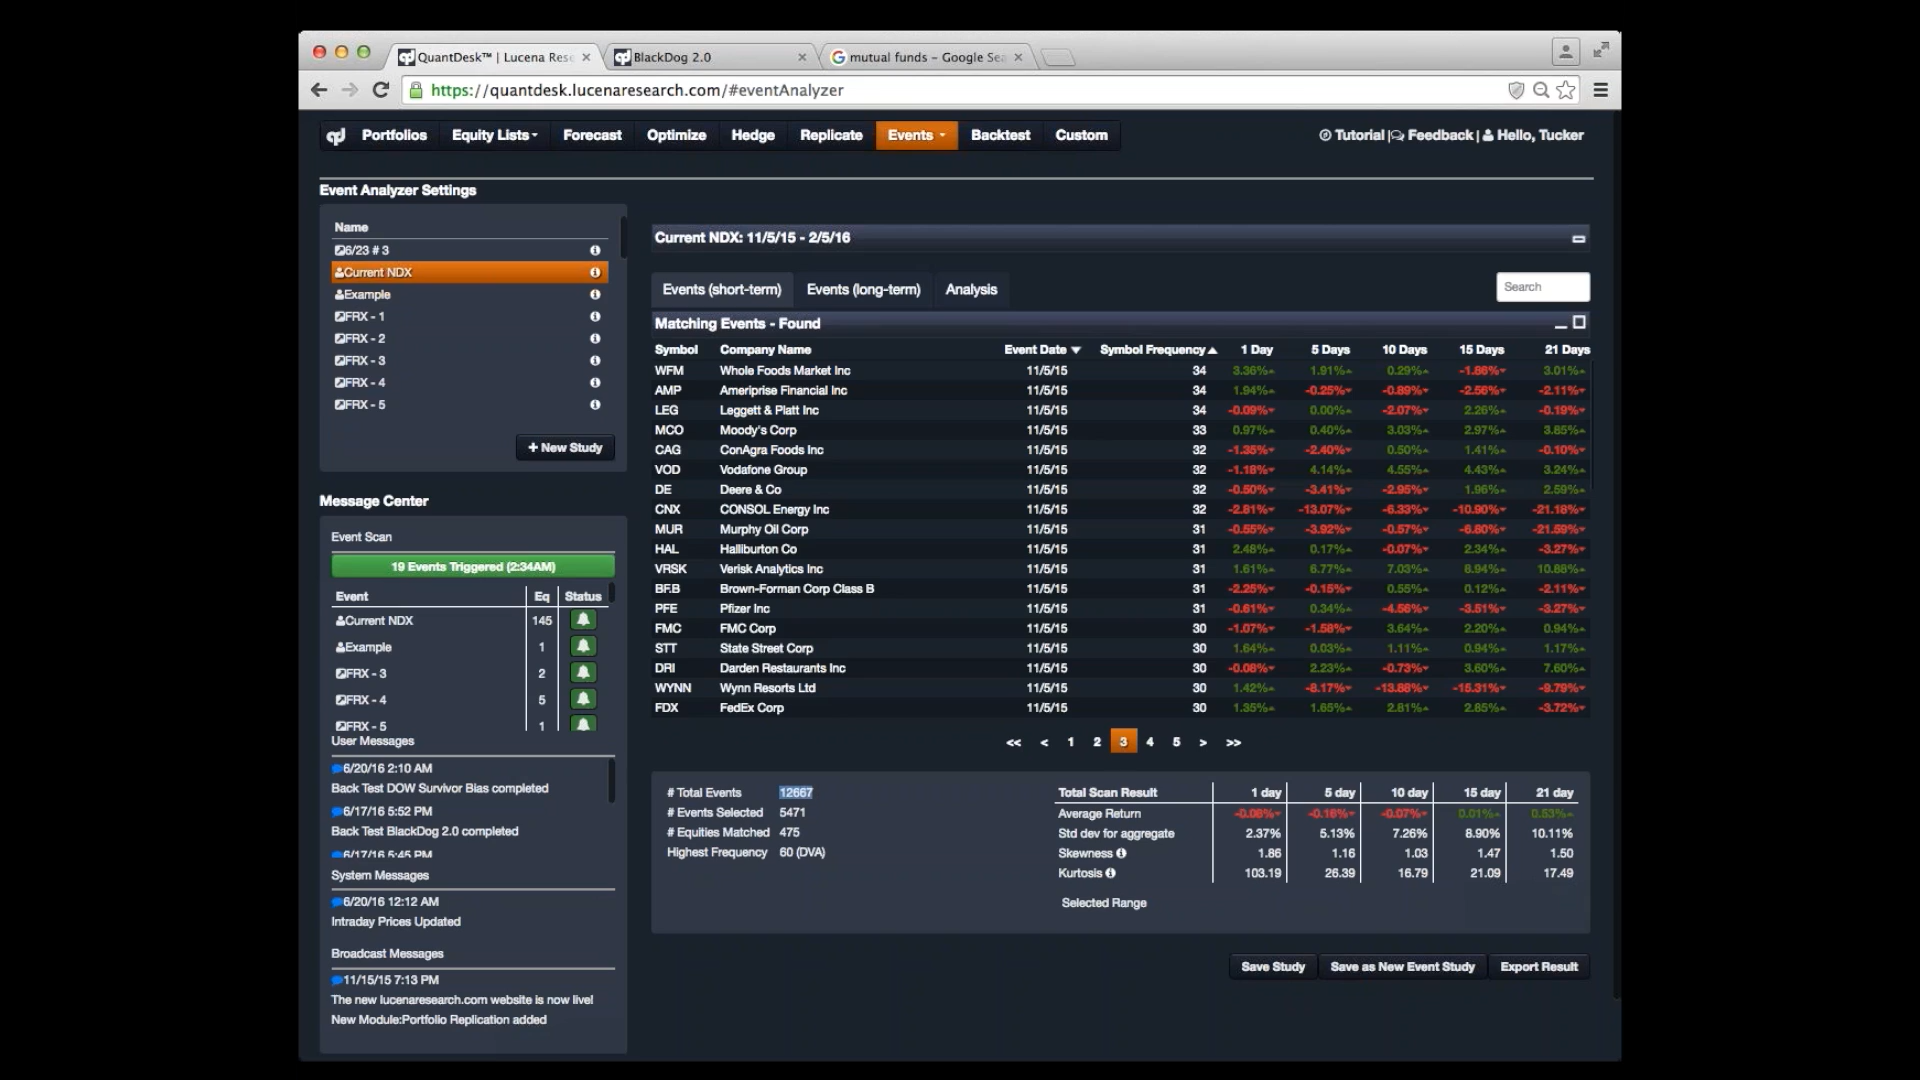 QuantDesk™ | Lucena Rese
BlackDog 2.0
mutual funds - Google Sea
https://quantdesk.lucenaresearch.com/#eventAnalyzer
Portfolios Equity Lists Forecast Optimize Hedge Replicate Events Backtest Custom
Tutorial | Feedback | Hello, Tucker
Event Analyzer Settings
Name
6/23 # 3
Current NDX
Example
FRX - 1
FRX - 2
FRX - 3
FRX - 4
FRX - 5
+ New Study
Message Center
Event Scan
19 Events Triggered (2:34AM)
Event Eq Status
Current NDX 145
Example 1
FRX - 3 2
FRX - 4 5
FRX - 5 1
User Messages
6/20/16 2:10 AM
Back Test DOW Survivor Bias completed
6/17/16 5:52 PM
Back Test BlackDog 2.0 completed
6/17/16 5:45 PM
System Messages
6/20/16 12:12 AM
Intraday Prices Updated
Broadcast Messages
11/15/15 7:13 PM
The new lucenaresearch.com website is now live!
New Module:Portfolio Replication added
Current NDX: 11/5/15 - 2/5/16
Events (short-term) Events (long-term) Analysis
Search
Matching Events - Found
Symbol Company Name Event Date Symbol Frequency 1 Day 5 Days 10 Days 15 Days 21 Days
WFM Whole Foods Market Inc 11/5/15 34 3.36% 1.91% 0.29% -1.86% 3.01%
AMP Ameriprise Financial Inc 11/5/15 34 1.94% -0.25% -0.89% -2.56% -2.11%
LEG Leggett & Platt Inc 11/5/15 34 -0.09% 0.00% -2.07% 2.26% -0.19%
MCO Moody's Corp 11/5/15 33 0.97% 0.40% 3.03% 2.97% 3.85%
CAG ConAgra Foods Inc 11/5/15 32 -1.35% -2.40% 0.50% 1.41% -0.10%
VOD Vodafone Group 11/5/15 32 -1.18% 4.14% 4.55% 4.43% 3.24%
DE Deere & Co 11/5/15 32 -0.50% -3.41% -2.95% 1.96% 2.59%
CNX CONSOL Energy Inc 11/5/15 32 -2.81% -13.07% -6.33% -10.90% -21.18%
MUR Murphy Oil Corp 11/5/15 31 -0.55% -3.92% -0.57% -6.80% -21.59%
HAL Halliburton Co 11/5/15 31 2.48% 0.17% -0.07% 2.34% -3.27%
VRSK Verisk Analytics Inc 11/5/15 31 1.61% 6.77% 7.03% 8.94% 10.88%
BF.B Brown-Forman Corp Class B 11/5/15 31 -2.25% -0.15% 0.55% 0.12% -2.11%
PFE Pfizer Inc 11/5/15 31 -0.61% 0.34% -4.56% -3.51% -3.27%
FMC FMC Corp 11/5/15 30 -1.07% -1.58% 3.64% 2.20% 0.94%
STT State Street Corp 11/5/15 30 1.64% 0.03% 1.11% 0.94% 1.17%
DRI Darden Restaurants Inc 11/5/15 30 -0.08% 2.23% -0.73% 3.60% 7.60%
WYNN Wynn Resorts Ltd 11/5/15 30 1.42% -8.17% -13.88% -15.31% -9.79%
FDX FedEx Corp 11/5/15 30 1.35% 1.65% 2.81% 2.85% -3.72%
<< < 1 2 3 4 5 > >>
# Total Events 12667
# Events Selected 5471
# Equities Matched 475
Highest Frequency 60 (DVA)
Total Scan Result 1 day 5 day 10 day 15 day 21 day
Average Return -0.08% -0.16% -0.07% 0.01% 0.53%
Std dev for aggregate 2.37% 5.13% 7.26% 8.90% 10.11%
Skewness 1.86 1.16 1.03 1.47 1.50
Kurtosis 103.19 26.39 16.79 21.09 17.49
Selected Range
Save Study Save as New Event Study Export Result